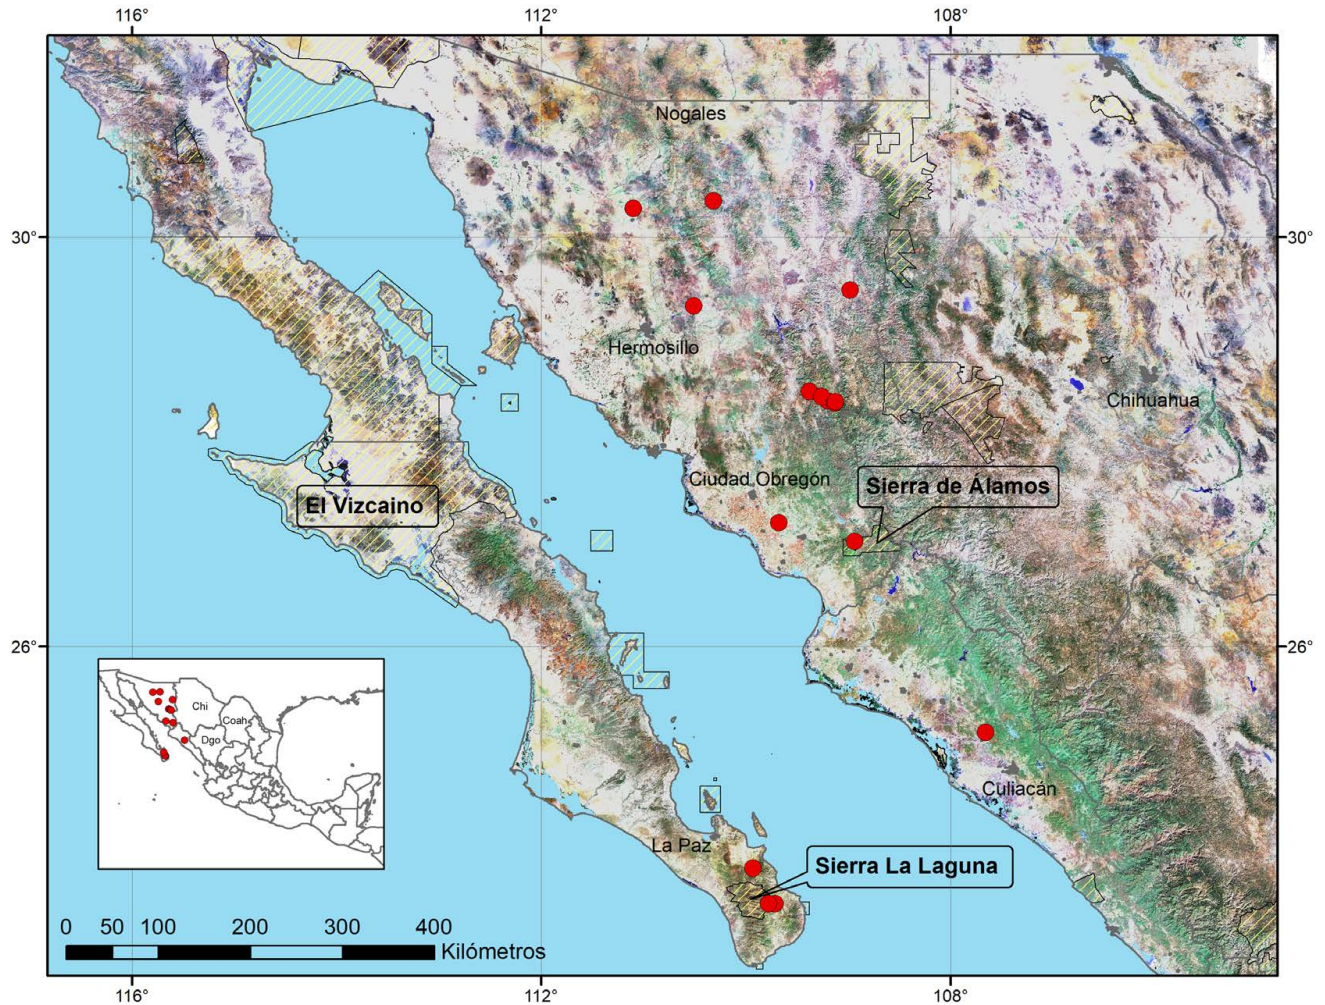 116°
112°
108°
Nogales
30°
30°
Hermosillo
Chihuahua
Ciudad Obregón
Sierra de Álamos
El Vizcaino
26°
26°
Chi
Coah
Dgo
Culiacán
La Paz
Sierra La Laguna
0 50 100 200 300 400
Kilómetros
116°
112°
108°